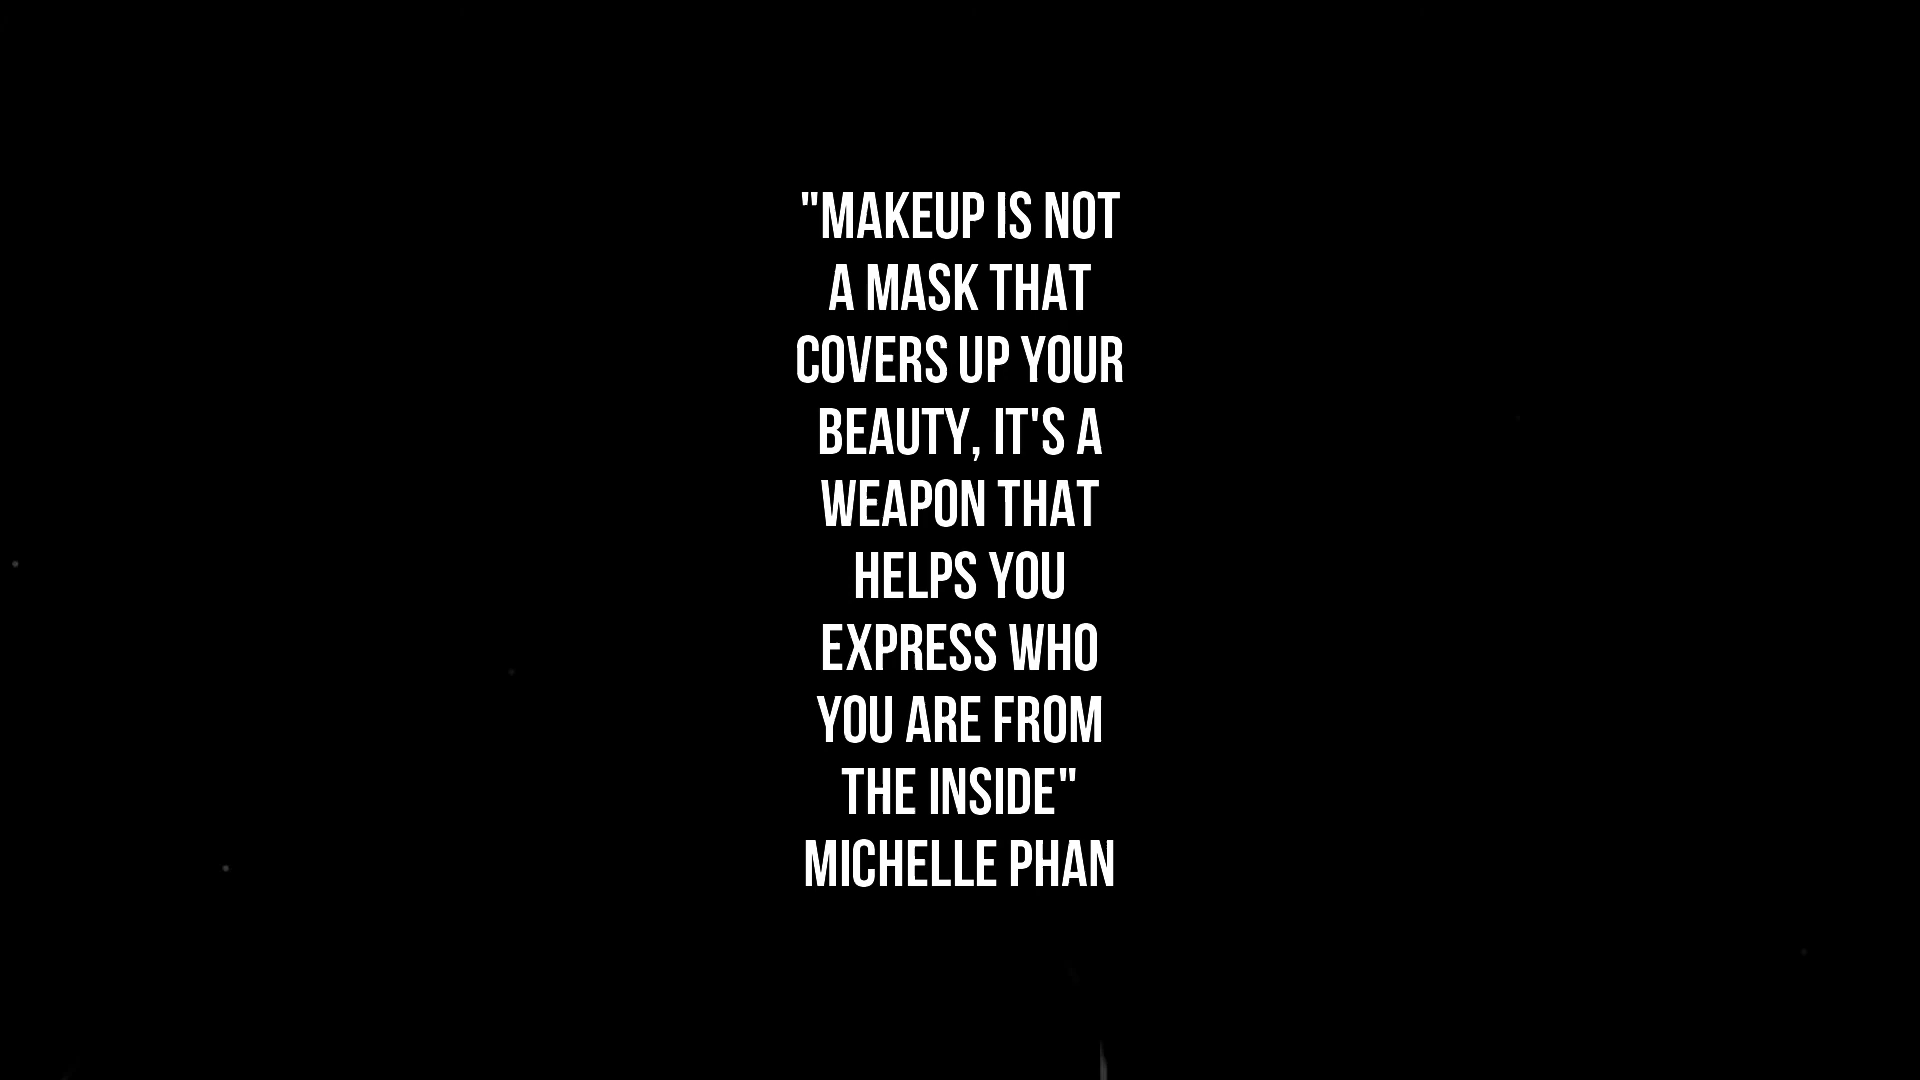 "MAKEUP IS NOT
A MASK THAT
COVERS UP YOUR
BEAUTY, IT'S A
WEAPON THAT
HELPS YOU
EXPRESS WHO
YOU ARE FROM
THE INSIDE"
MICHELLE PHAN